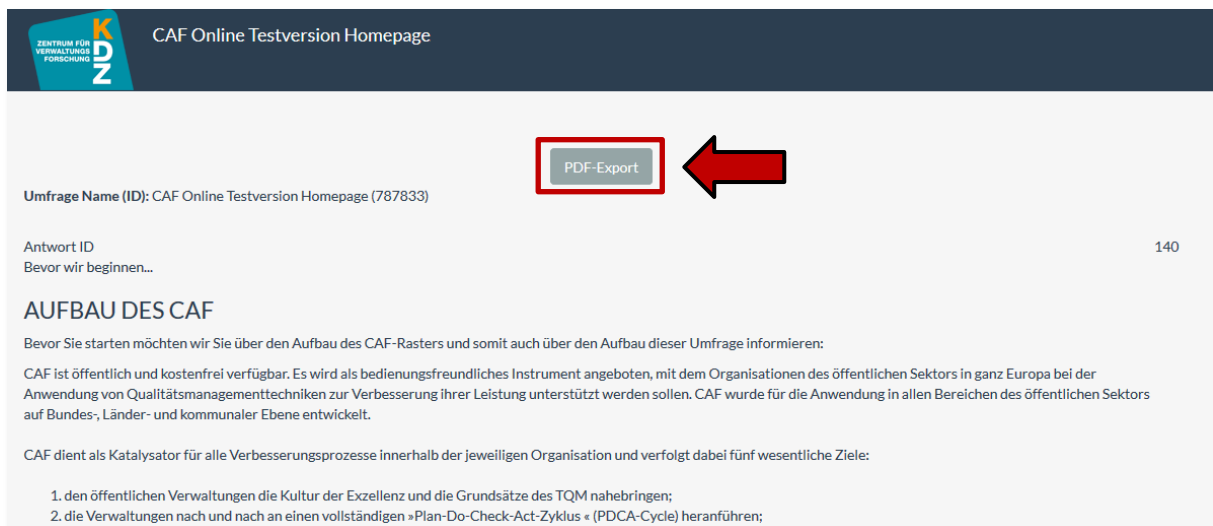 ZENTRUM FÜR
VERWALTUNGS
FORSCHUNG
KDZ
CAF Online Testversion Homepage
PDF-Export
Umfrage Name (ID): CAF Online Testversion Homepage (787833)
Antwort ID 140
Bevor wir beginnen...
AUFBAU DES CAF
Bevor Sie starten möchten wir Sie über den Aufbau des CAF-Rasters und somit auch über den Aufbau dieser Umfrage informieren:
CAF ist öffentlich und kostenfrei verfügbar. Es wird als bedienungsfreundliches Instrument angeboten, mit dem Organisationen des öffentlichen Sektors in ganz Europa bei der
Anwendung von Qualitätsmanagementtechniken zur Verbesserung ihrer Leistung unterstützt werden sollen. CAF wurde für die Anwendung in allen Bereichen des öffentlichen Sektors
auf Bundes-, Länder- und kommunaler Ebene entwickelt.
CAF dient als Katalysator für alle Verbesserungsprozesse innerhalb der jeweiligen Organisation und verfolgt dabei fünf wesentliche Ziele:
1. den öffentlichen Verwaltungen die Kultur der Exzellenz und die Grundsätze des TQM nahebringen;
2. die Verwaltungen nach und nach an einen vollständigen »Plan-Do-Check-Act-Zyklus « (PDCA-Cycle) heranführen;